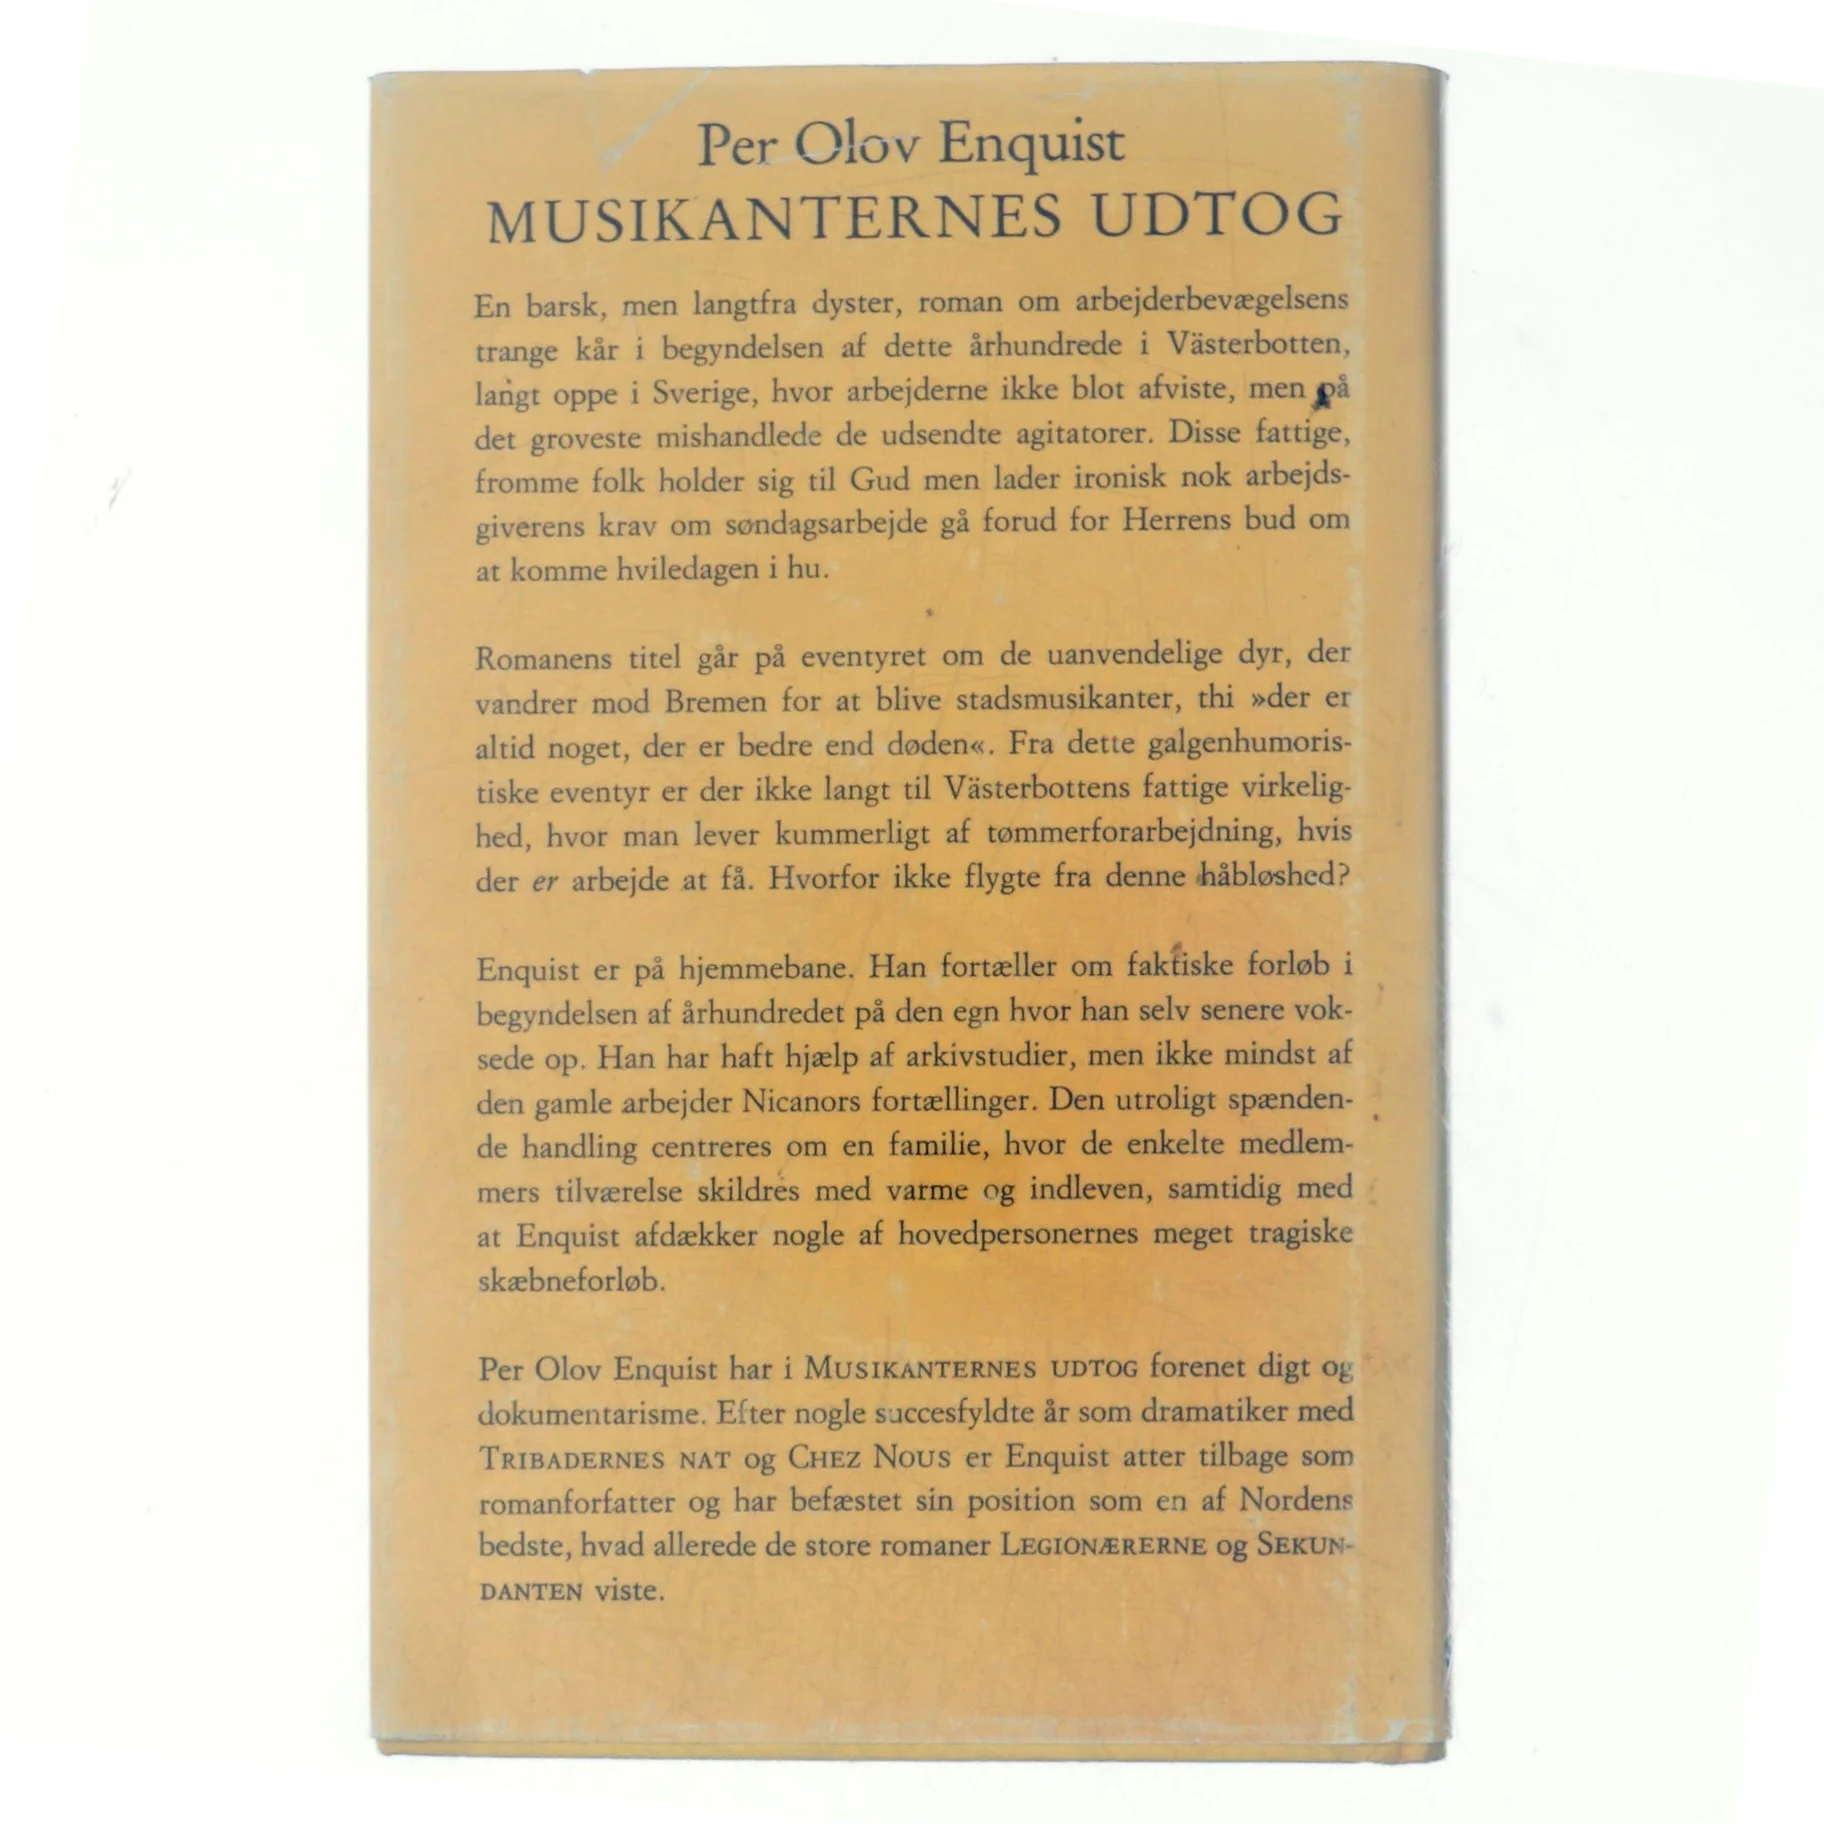 Per Olov Enquist
MUSIKANTERNES UDTOG
En barsk, men langtfra dyster, roman om arbejderbevægelsens
trange kår i begyndelsen af dette århundrede i Västerbotten,
langt oppe i Sverige, hvor arbejderne ikke blot afviste, men på
det groveste mishandlede de udsendte agitatorer. Disse fattige,
fromme folk holder sig til Gud men lader ironisk nok arbejds-
giverens krav om søndagsarbejde gå forud for Herrens bud om
at komme hviledagen i hu.
Romanens titel går på eventyret om de uanvendelige dyr, der
vandrer mod Bremen for at blive stadsmusikanter, thi »der er
altid noget, der er bedre end døden«. Fra dette galgenhumoris-
tiske eventyr er der ikke langt til Västerbottens fattige virkelig-
hed, hvor man lever kummerligt af tømmerforarbejdning, hvis
der er arbejde at få. Hvorfor ikke flygte fra denne håbløshed?
Enquist er på hjemmebane. Han fortæller om faktiske forløb i
begyndelsen af århundredet på den egn hvor han selv senere vok-
sede op. Han har haft hjælp af arkivstudier, men ikke mindst af
den gamle arbejder Nicanors fortællinger. Den utroligt spænden-
de handling centreres om en familie, hvor de enkelte medlem-
mers tilværelse skildres med varme og indleven, samtidig med
at Enquist afdækker nogle af hovedpersonernes meget tragiske
skæbneforløb.
Per Olov Enquist har i MUSIKANTERNES UDTOG forenet digt og
dokumentarisme. Efter nogle succesfyldte år som dramatiker med
TRIBADERNES NAT og CHEZ NOUS er Enquist atter tilbage som
romanforfatter og har befæstet sin position som en af Nordens
bedste, hvad allerede de store romaner LEGIONÆRERNE og SEKUN-
DANTEN viste.